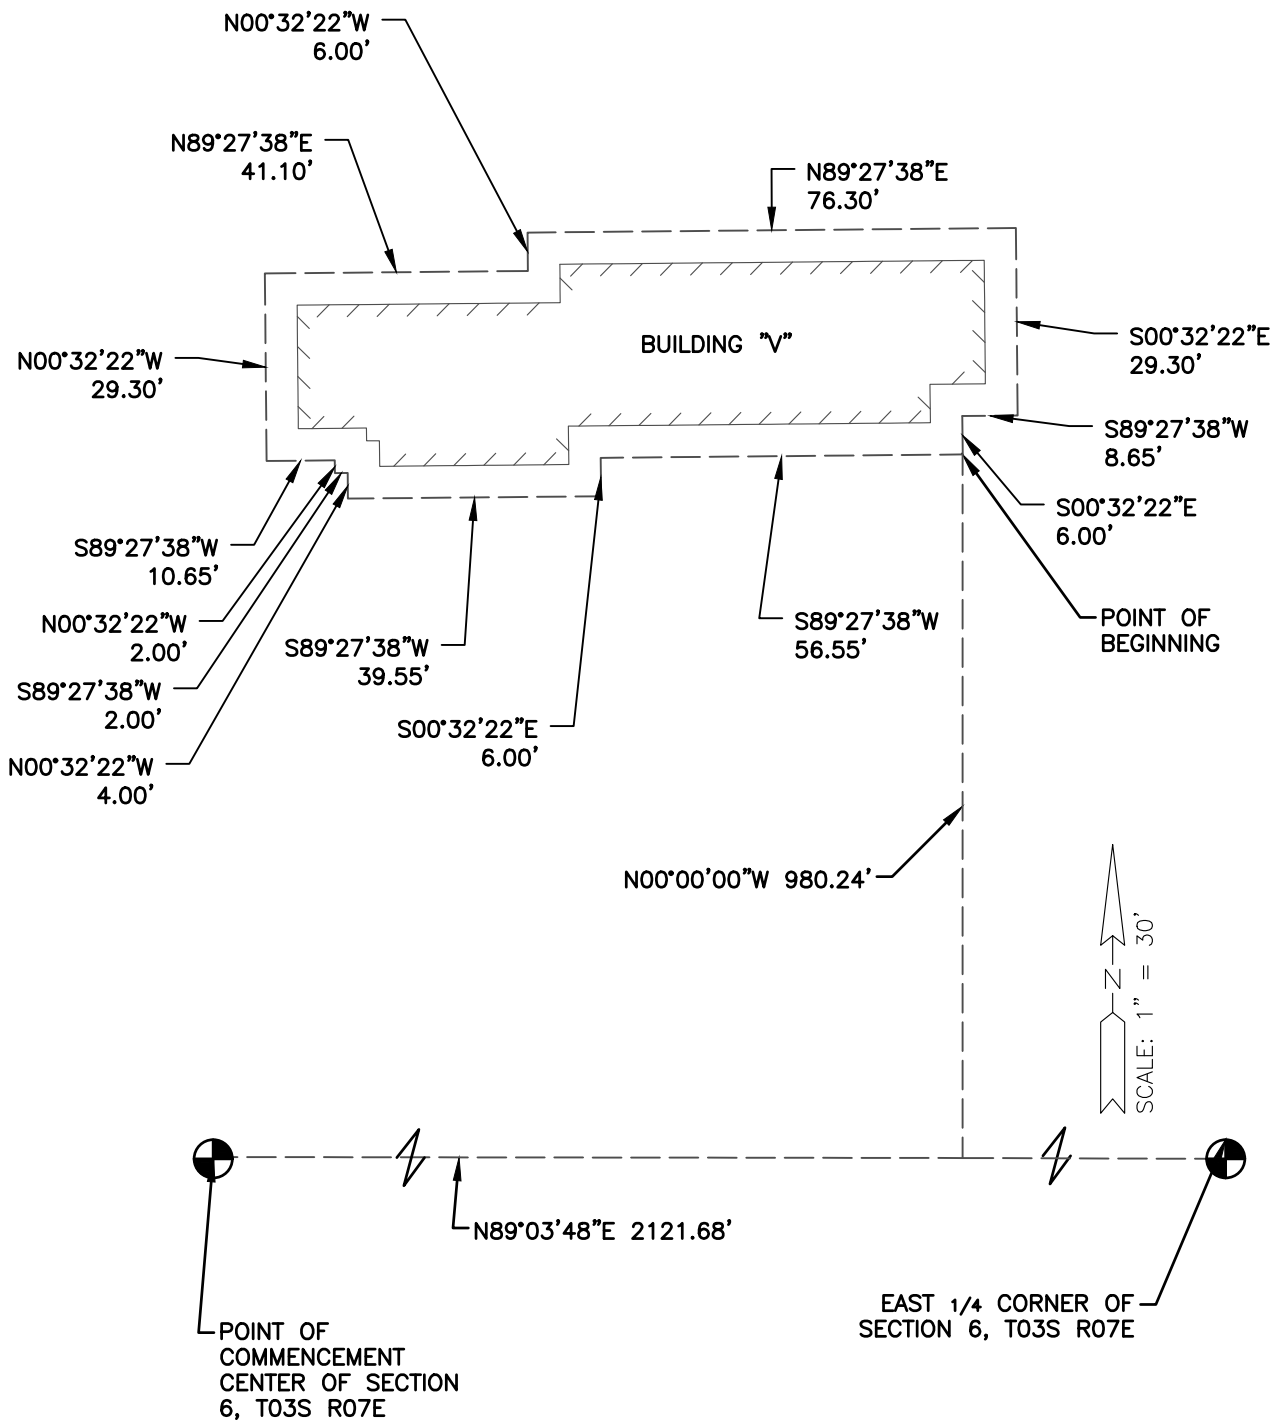 N00°32'22"W
6.00'
N89°27'38"E
41.10'
N89°27'38"E
76.30'
BUILDING "V"
S00°32'22"E
29.30'
N00°32'22"W
29.30'
S89°27'38"W
8.65'
S00°32'22"E
6.00'
S89°27'38"W
10.65'
N00°32'22"W
2.00'
S89°27'38"W
39.55'
S89°27'38"W
56.55'
POINT OF
BEGINNING
S89°27'38"W
2.00'
S00°32'22"E
6.00'
N00°32'22"W
4.00'
N00°00'00"W 980.24'
N
SCALE: 1" = 30'
N89°03'48"E 2121.68'
EAST 1/4 CORNER OF
SECTION 6, T03S R07E
POINT OF
COMMENCEMENT
CENTER OF SECTION
6, T03S R07E